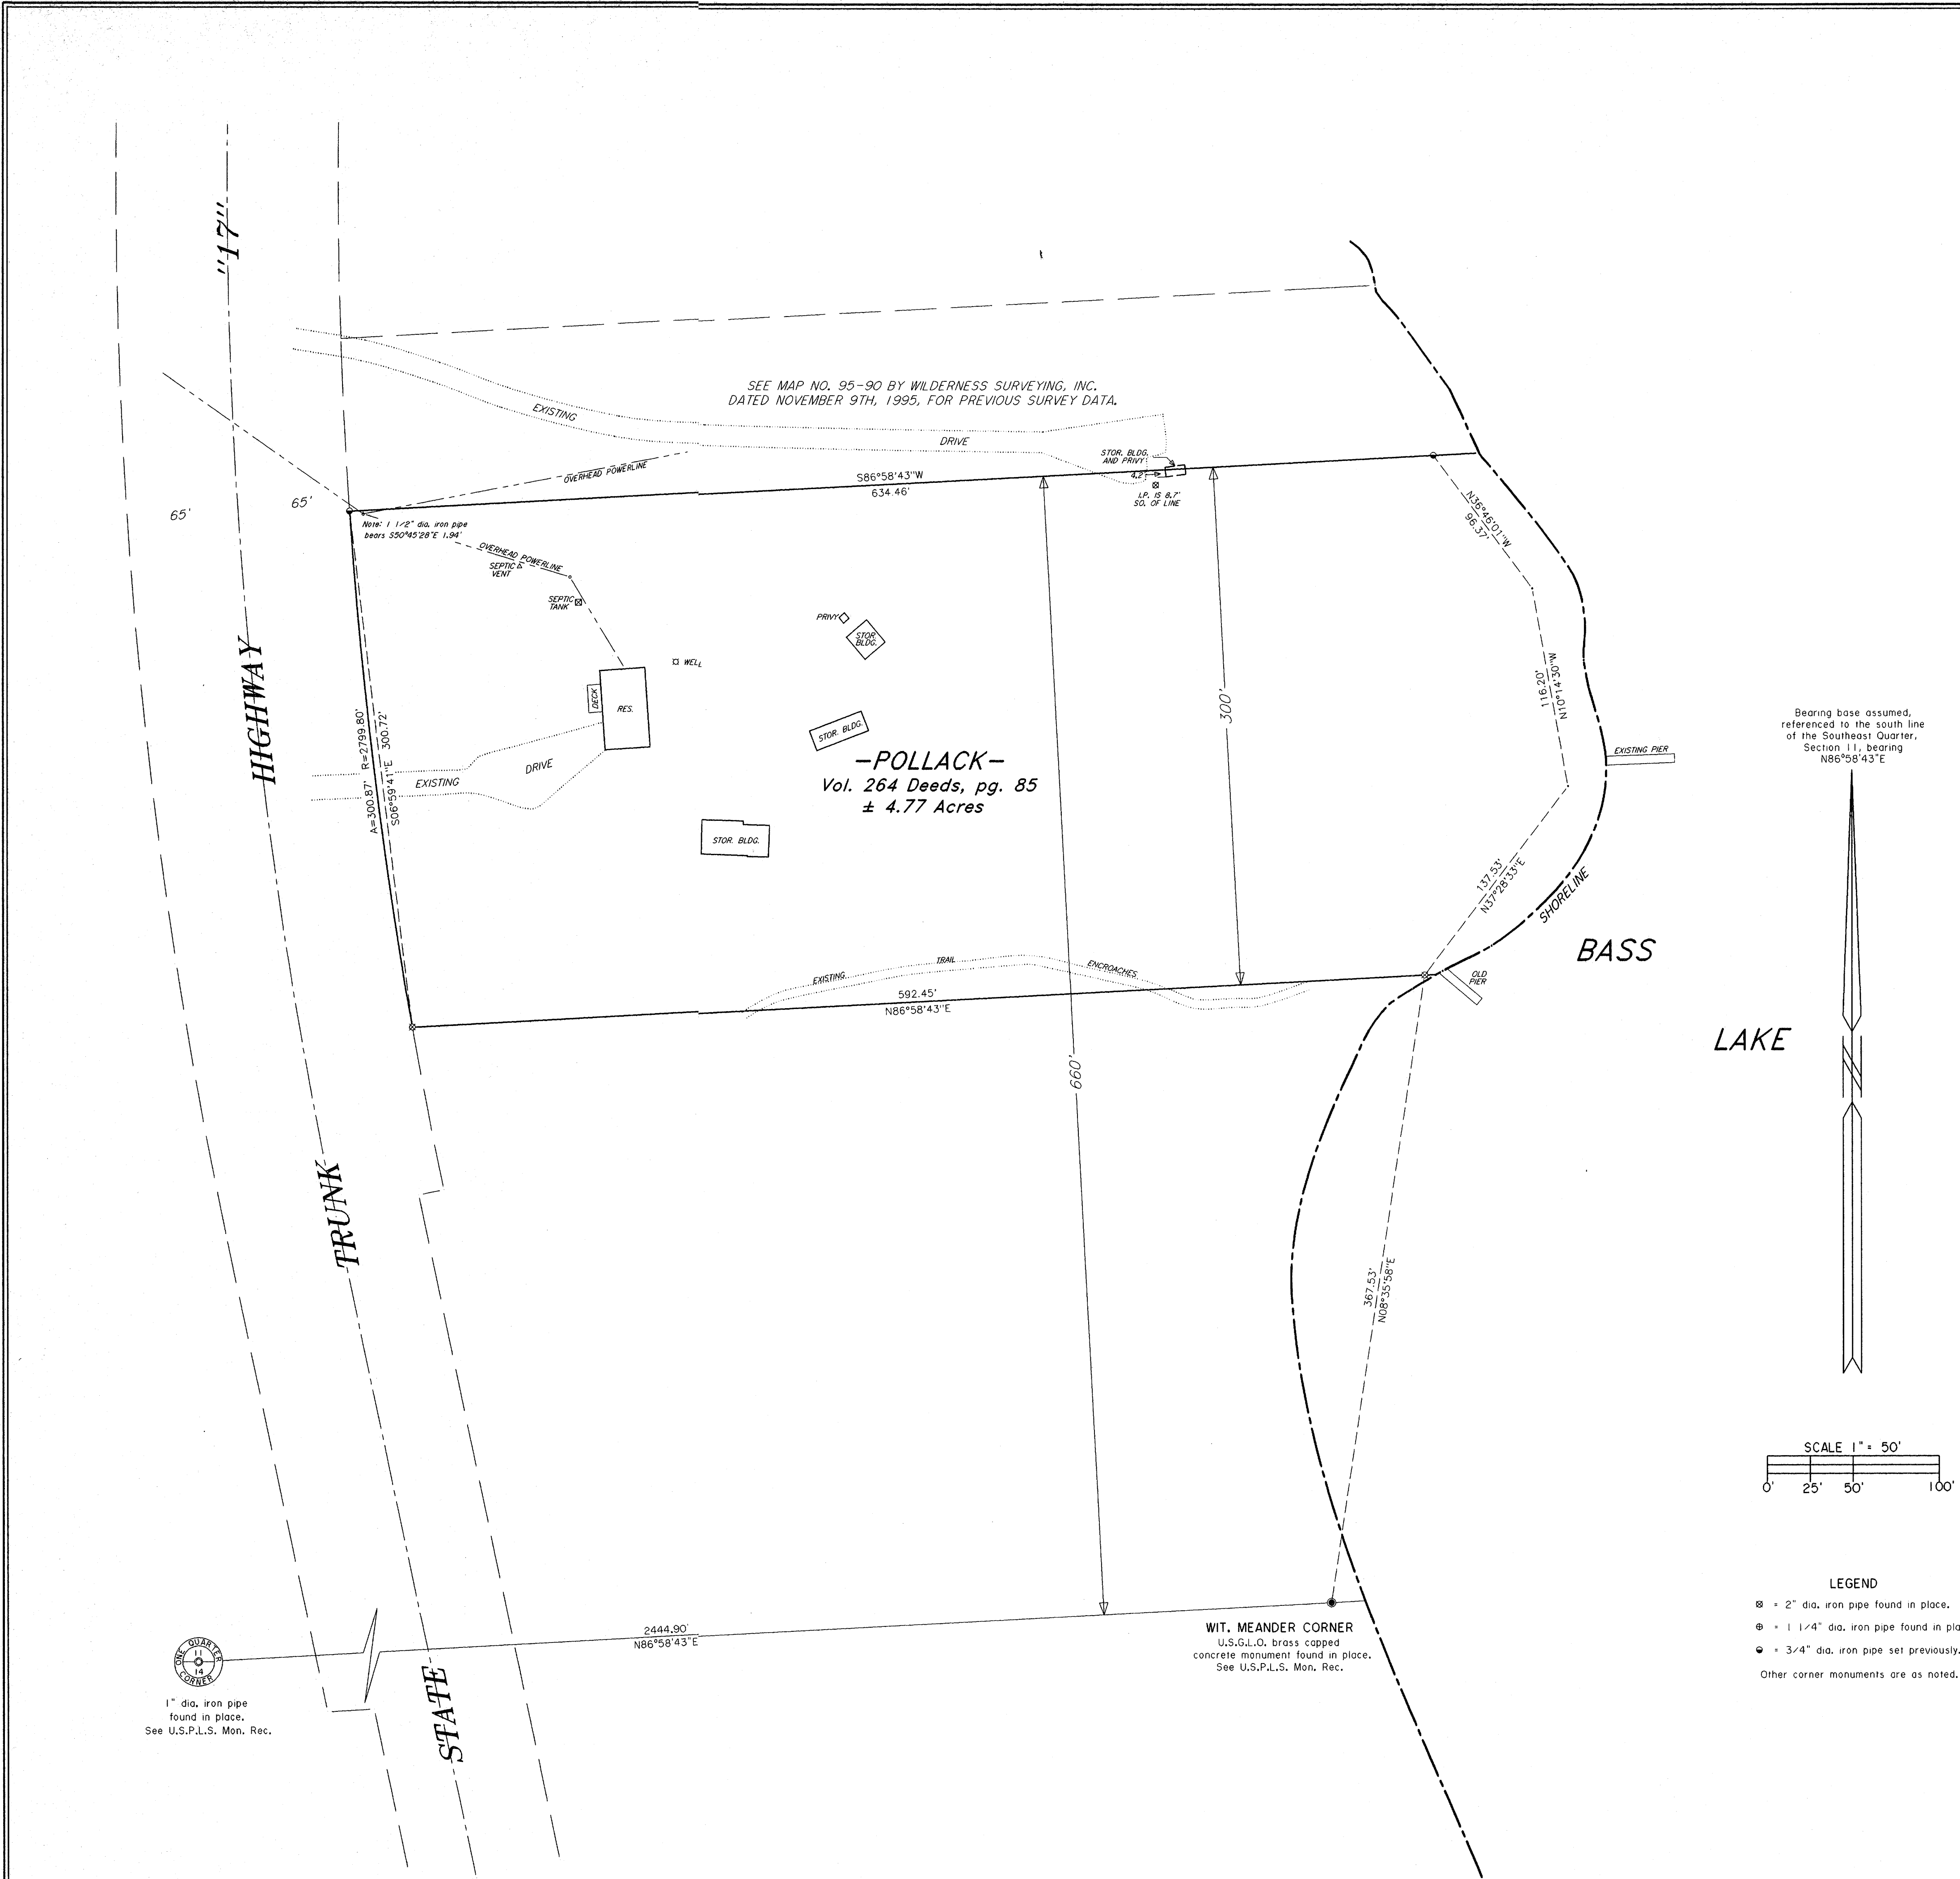 "17"
HIGHWAY
TRUNK
STATE
65'
65'
SEE MAP NO. 95-90 BY WILDERNESS SURVEYING, INC.
DATED NOVEMBER 9TH, 1995, FOR PREVIOUS SURVEY DATA.
EXISTING
DRIVE
OVERHEAD POWERLINE
S86°58'43"W
634.46'
STOR. BLDG.
AND PRIVY
4.2'
I.P. IS 8.7'
SO. OF LINE
Note: 1 1/2" dia. iron pipe
bears S50°45'28"E 1.94'
OVERHEAD POWERLINE
SEPTIC
VENT
SEPTIC
TANK
PRIVY
STOR.
BLDG.
WELL
DECK
RES.
STOR. BLDG.
-POLLACK-
Vol. 264 Deeds, pg. 85
± 4.77 Acres
STOR. BLDG.
EXISTING
DRIVE
A=300.87' R=2799.80'
S06°59'41"E 300.72'
300'
660'
N36°46'01"W
96.37'
116.20'
N10°14'30"W
137.53'
N37°28'33"E
EXISTING PIER
SHORELINE
OLD
PIER
BASS
LAKE
EXISTING
TRAIL
ENCROACHES
592.45'
N86°58'43"E
367.53'
N08°35'58"E
Bearing base assumed,
referenced to the south line
of the Southeast Quarter,
Section 11, bearing
N86°58'43"E
SCALE 1" = 50'
0' 25' 50' 100'
LEGEND
= 2" dia. iron pipe found in place.
= 1 1/4" dia. iron pipe found in pla
= 3/4" dia. iron pipe set previously.
Other corner monuments are as noted.
2444.90'
N86°58'43"E
WIT. MEANDER CORNER
U.S.G.L.O. brass capped
concrete monument found in place.
See U.S.P.L.S. Mon. Rec.
ONE QUARTER
11
14
CORNER
1" dia. iron pipe
found in place.
See U.S.P.L.S. Mon. Rec.